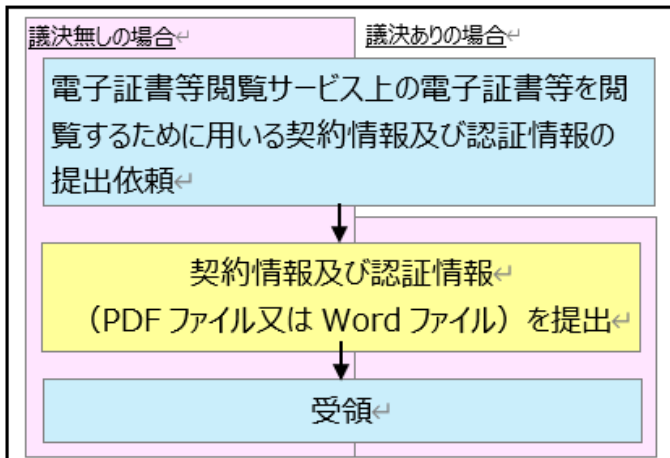 議決無しの場合↵
議決ありの場合↵
電子証書等閲覧サービス上の電子証書等を閲
覧するために用いる契約情報及び認証情報の
提出依頼↵
契約情報及び認証情報↵
（PDF ファイル又は Word ファイル）を提出↵
受領↵